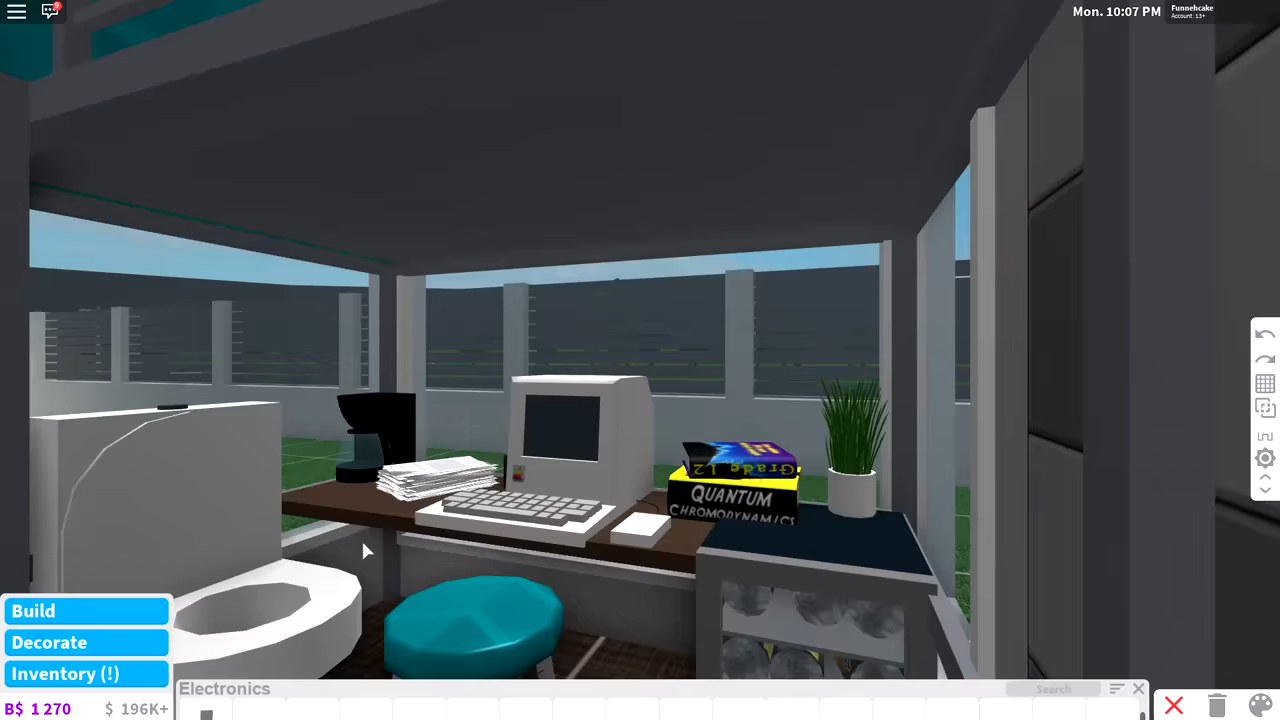 9
Mon. 10:07 PM
Funnehcake
Account: 13+
Grade 12
QUANTUM
CHROMODYNAMICS
Build
Decorate
Inventory (!)
B$ 1 270
$ 196K+
Electronics
Search